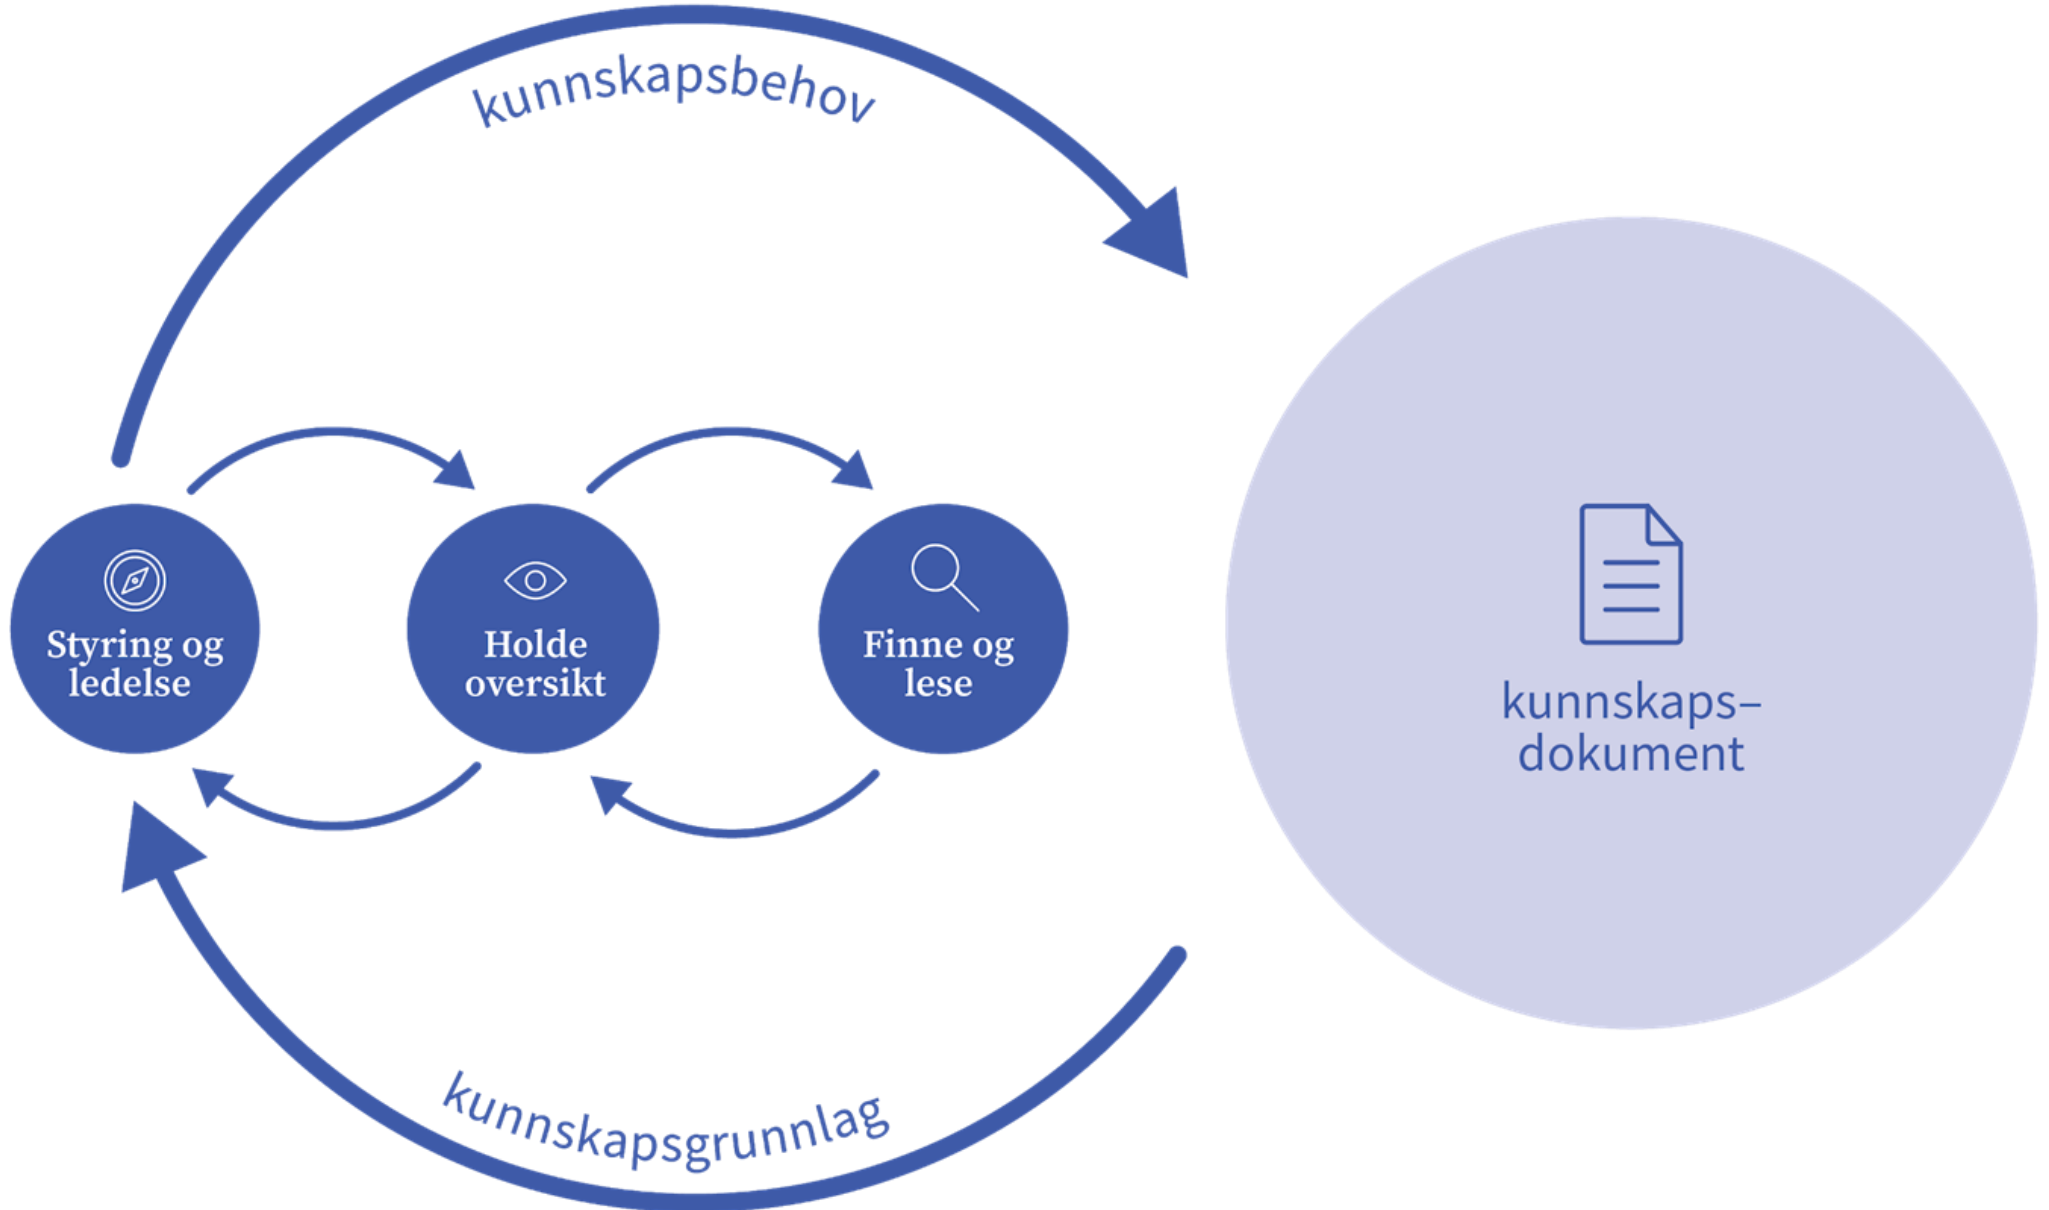 kunnskapsbehov
Styring og
ledelse
Holde
oversikt
Finne og
lese
kunnskaps–
dokument
kunnskapsgrunnlag